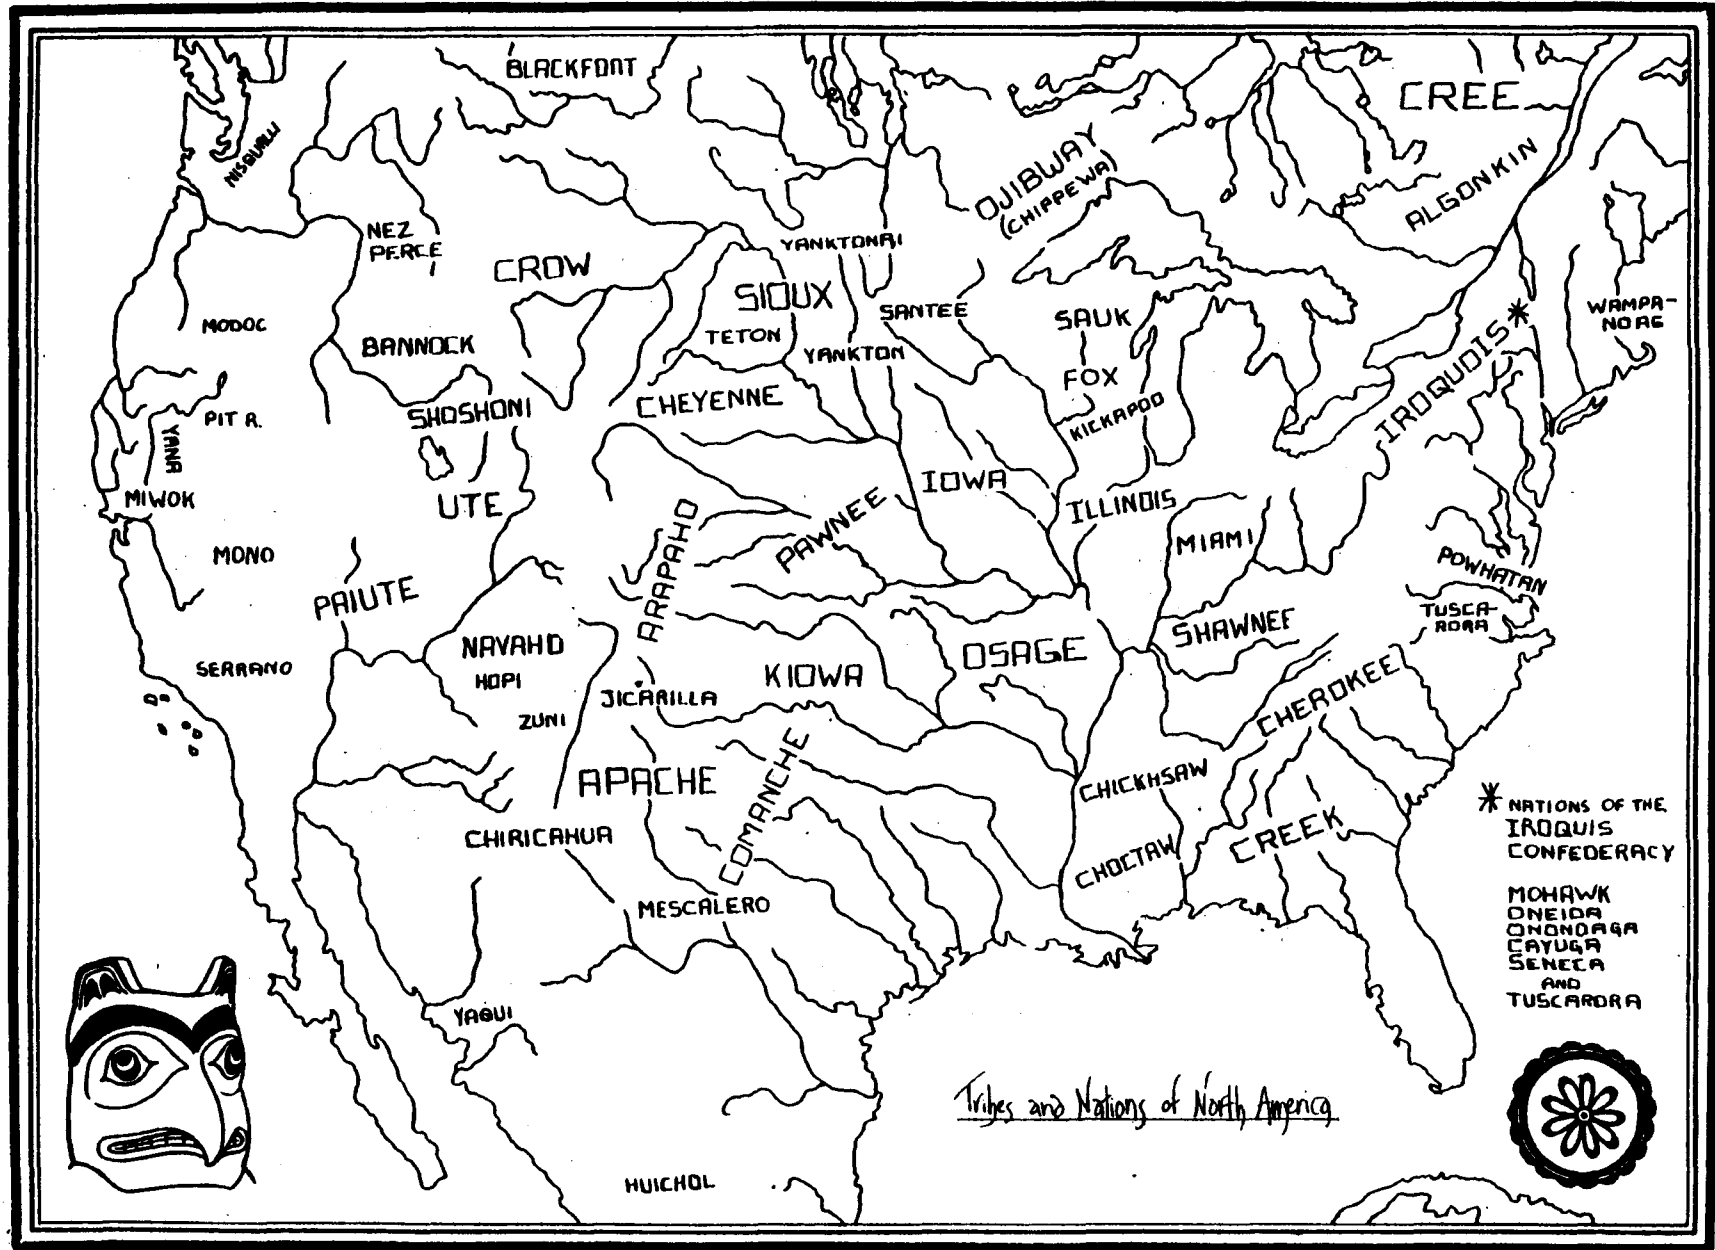 BLACKFONT
CREE
NISQUALLI
OJIBWAY
(CHIPPEWA)
ALGONKIN
NEZ
PERCE
CROW
YANKTONAI
SIOUX
SANTEE
TETON
YANKTON
MODOC
BANNOCK
SAUK
FOX
KICKAPOO
IROQUOIS *
WAMPA-
NOAG
PIT R.
YANA
SHOSHONI
CHEYENNE
MIWOK
UTE
IOWA
ILLINOIS
MIAMI
MONO
PAIUTE
ARAPAHO
PAWNEE
POWHATAN
TUSCA-
RORA
SHAWNEE
NAVAHO
HOPI
ZUNI
OSAGE
KIOWA
SERRANO
JICARILLA
CHEROKEE
APACHE
COMANCHE
CHICKHSAW
CHIRICAHUA
CHOCTAW
CREEK
MESCALERO
* NATIONS OF THE
IROQUIS
CONFEDERACY
MOHAWK
ONEIDA
ONONDAGA
CAYUGA
SENECA
AND
TUSCARORA
YAQUI
Tribes and Nations of North America
HUICHOL